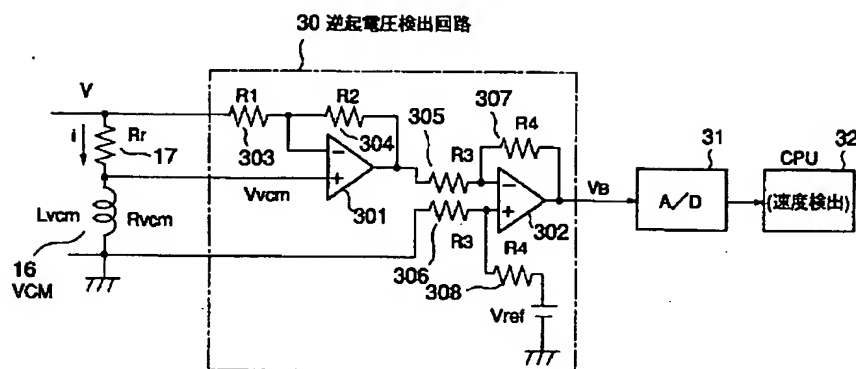 30 逆起電圧検出回路
V
R1
R2
307
R4
305
31
32
i
Rr
17
303
304
R3
CPU
Vvcm
301
VB
A/D
(速度検出)
Lvcm
Rvcm
302
R3
306
R4
16
VCM
308
Vref